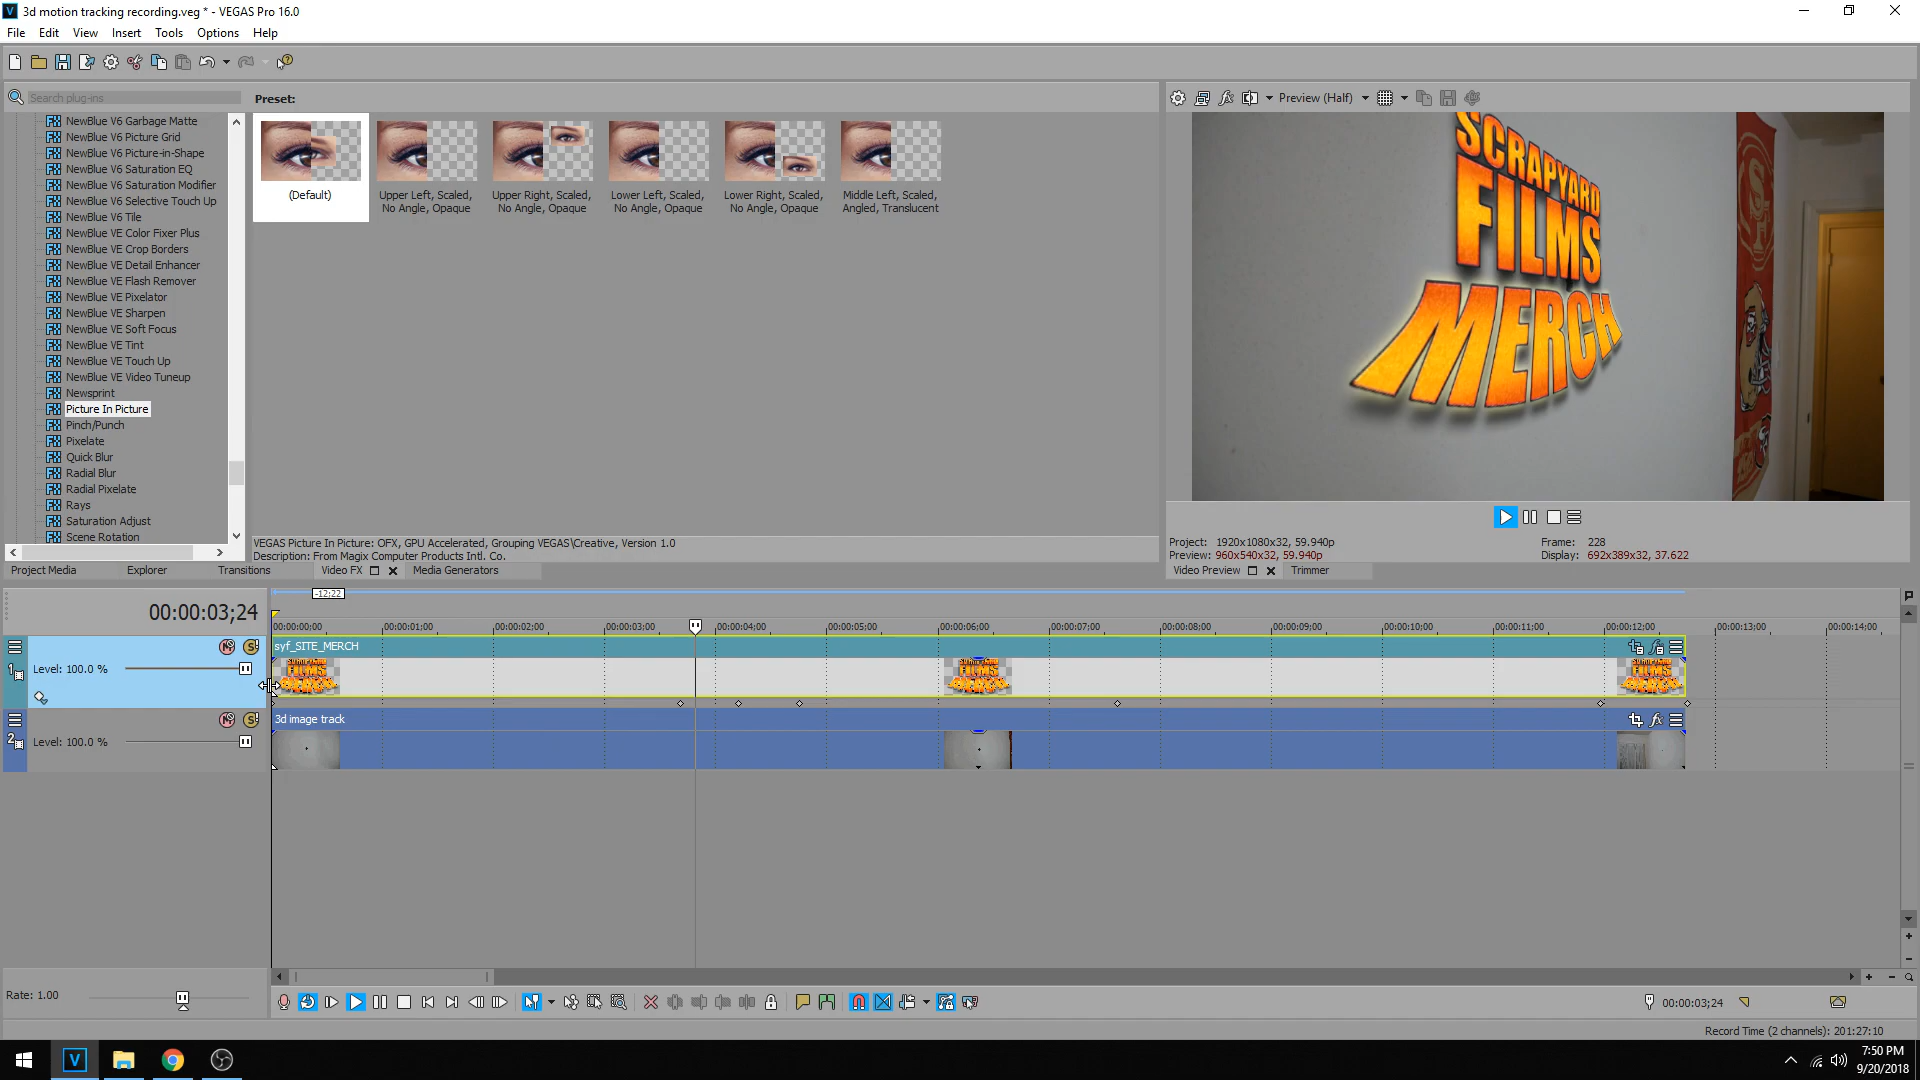 3d motion tracking recording.veg * - VEGAS Pro 16.0
File Edit View Insert Tools Options Help
Search plug-ins
NewBlue V6 Garbage Matte
NewBlue V6 Picture Grid
NewBlue V6 Picture-in-Shape
NewBlue V6 Saturation EQ
NewBlue V6 Saturation Modifier
NewBlue V6 Selective Touch Up
NewBlue V6 Tile
NewBlue VE Color Fixer Plus
NewBlue VE Crop Borders
NewBlue VE Detail Enhancer
NewBlue VE Flash Remover
NewBlue VE Pixelator
NewBlue VE Sharpen
NewBlue VE Soft Focus
NewBlue VE Tint
NewBlue VE Touch Up
NewBlue VE Video Tuneup
Newsprint
Picture In Picture
Pinch/Punch
Pixelate
Quick Blur
Radial Blur
Radial Pixelate
Rays
Saturation Adjust
Scene Rotation
Preset:
(Default)
Upper Left, Scaled,
No Angle, Opaque
Upper Right, Scaled,
No Angle, Opaque
Lower Left, Scaled,
No Angle, Opaque
Lower Right, Scaled,
No Angle, Opaque
Middle Left, Scaled,
Angled, Translucent
VEGAS Picture In Picture: OFX, GPU Accelerated, Grouping VEGAS\Creative, Version 1.0
Description: From Magix Computer Products Intl. Co.
Preview (Half)
SCRAPYARD
FILMS
MERCH
Project: 1920x1080x32, 59.940p
Preview: 960x540x32, 59.940p
Frame: 228
Display: 692x389x32, 37.622
Project Media Explorer Transitions Video FX Media Generators
Video Preview Trimmer
-12;22
00:00:03;24
00:00:00;00 00:00:01;00 00:00:02;00 00:00:03;00 00:00:04;00 00:00:05;00 00:00:06;00 00:00:07;00 00:00:08;00 00:00:09;00 00:00:10;00 00:00:11;00 00:00:12;00 00:00:13;00 00:00:14;00
1
Level: 100.0 %
syf_SITE_MERCH
2
Level: 100.0 %
3d image track
Rate: 1.00
00:00:03;24
Record Time (2 channels): 201:27:10
7:50 PM
9/20/2018